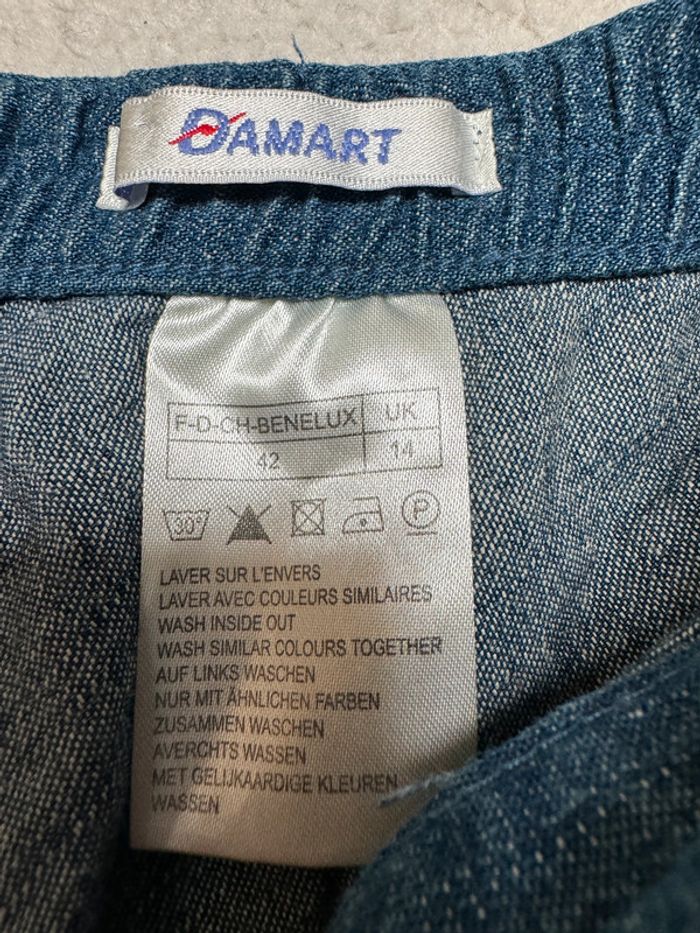 DAMART
F-D-CH-BENELUX UK
42 14
30° P
LAVER SUR L'ENVERS
LAVER AVEC COULEURS SIMILAIRES
WASH INSIDE OUT
WASH SIMILAR COLOURS TOGETHER
AUF LINKS WASCHEN
NUR MIT ÄHNLICHEN FARBEN
ZUSAMMEN WASCHEN
AVERCHTS WASSEN
MET GELIJKAARDIGE KLEUREN
WASSEN